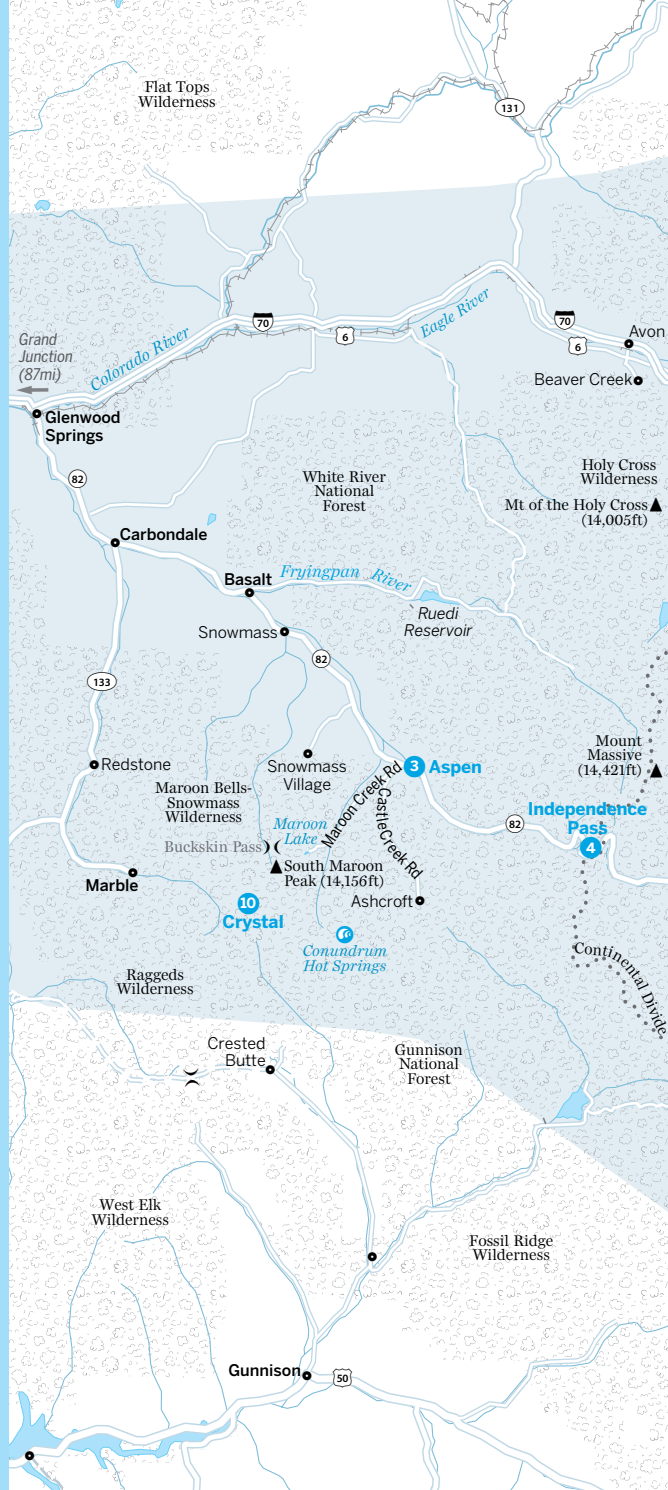 Flat Tops
Wilderness
131
70
6
Eagle River
70
6
Avon
Grand
Junction
(87mi)
Colorado River
Beaver Creek
Glenwood
Springs
82
White River
National
Forest
Holy Cross
Wilderness
Mt of the Holy Cross
(14,005ft)
Carbondale
Basalt
Fryingpan River
Ruedi
Reservoir
Snowmass
82
133
Redstone
Snowmass
Village
3 Aspen
Mount
Massive
(14,421ft)
Maroon Bells-
Snowmass
Wilderness
Maroon Creek Rd
CastleCreek Rd
Maroon
Lake
Independence
Pass
82
4
Buckskin Pass
South Maroon
Peak (14,156ft)
Marble
10
Crystal
Ashcroft
Conundrum
Hot Springs
Continental Divide
Raggeds
Wilderness
Crested
Butte
Gunnison
National
Forest
West Elk
Wilderness
Fossil Ridge
Wilderness
Gunnison
50